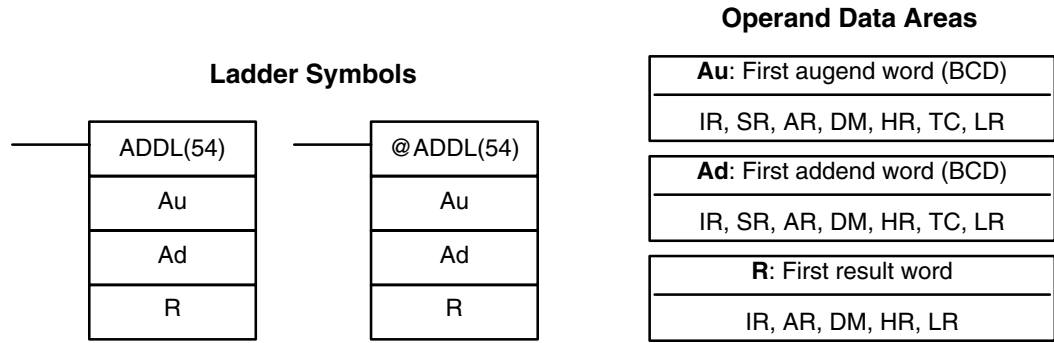 Ladder Symbols
ADDL(54)
Au
Ad
R
@ADDL(54)
Au
Ad
R
Operand Data Areas
Au: First augend word (BCD)
IR, SR, AR, DM, HR, TC, LR
Ad: First addend word (BCD)
IR, SR, AR, DM, HR, TC, LR
R: First result word
IR, AR, DM, HR, LR